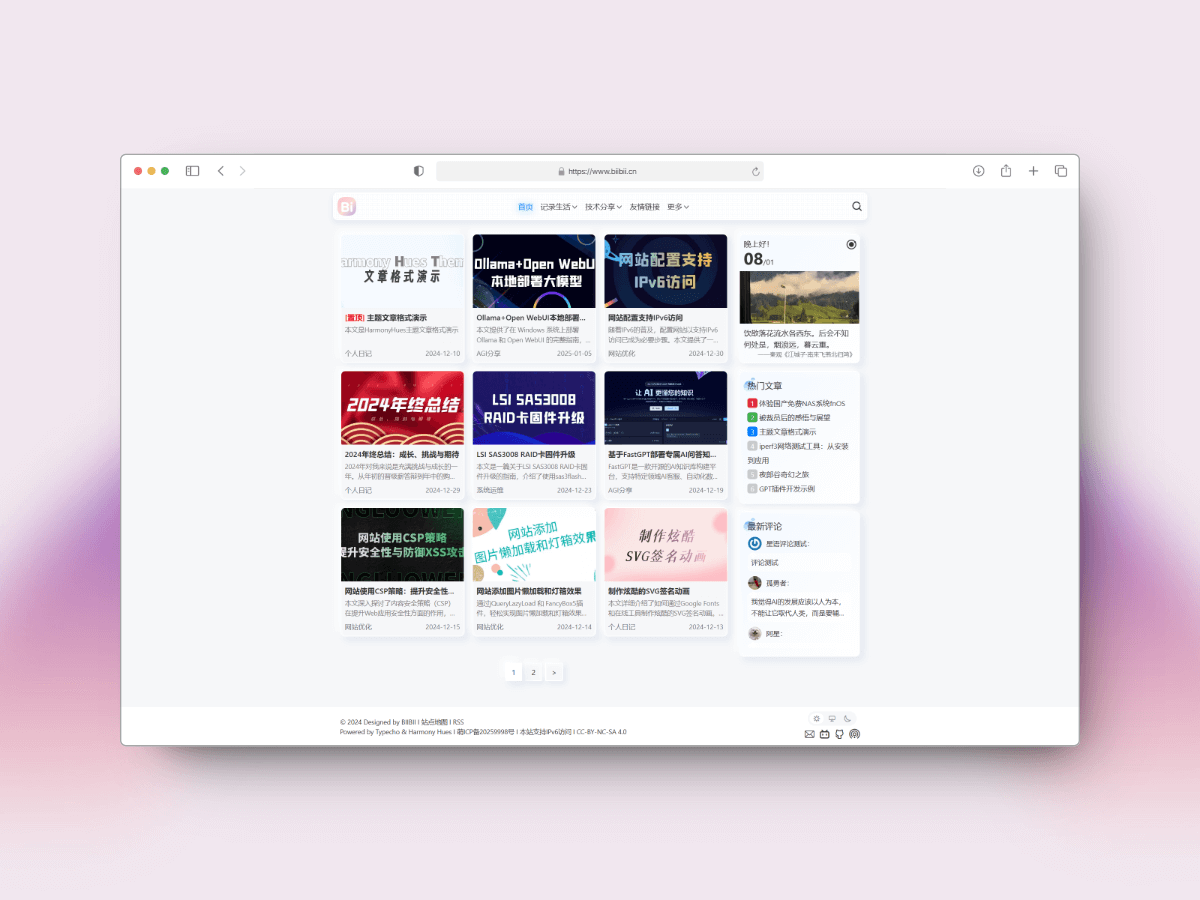 https://www.biibii.cn
Bi
首页 记录生活 技术分享 友情链接 更多
armony Hues Them
文章格式演示
[置顶] 主题文章格式演示
本文是HarmonyHues主题文章格式演示
个人日记 2024-12-10
Ollama+Open WebU
本地部署大模型
Ollama+Open WebUI本地部署...
本文提供了在 Windows 系统上部署
Ollama 和 Open WebUI 的完整指南，...
AGI分享 2025-01-05
网站配置支持
IPv6访问
网站配置支持IPv6访问
随着IPv6的普及，配置网站以支持IPv6
访问已成为必要步骤。本文提供了一...
网站优化 2024-12-30
2024年终总结
2024年终总结：成长、挑战与期待
2024年对我来说是充满挑战与成长的一
年。从年初的晋级薪答辩到年中的购...
个人日记 2024-12-29
LSI SAS3008
RAID卡固件升级
LSI SAS3008 RAID卡固件升级
本文是一篇关于LSI SAS3008 RAID卡固
件升级的指南，介绍了使用sas3flash...
系统运维 2024-12-23
让 AI 更懂您的知识
基于FastGPT部署专属AI问答知...
FastGPT是一款开源的AI知识库构建平
台，支持特定领域AI客服、自动化数...
AGI分享 2024-12-19
网站使用CSP策略
提升安全性与防御XSS攻击
网站使用CSP策略：提升安全性...
本文深入探讨了内容安全策略（CSP）
在提升Web应用安全性方面的作用，...
网站优化 2024-12-15
网站添加
图片懒加载和灯箱效果
网站添加图片懒加载和灯箱效果
通过jQueryLazyLoad 和 FancyBox5插
件，轻松实现图片懒加载和灯箱效果...
网站优化 2024-12-14
制作炫酷
SVG签名动画
制作炫酷的SVG签名动画
本文详细介绍了如何通过Google Fonts
和在线工具制作炫酷的SVG签名动画。...
个人日记 2024-12-13
1 2 >
晚上好！
08/01
饮散落花流水各西东。后会不知
何处是，烟浪远，暮云重。
——秦观《江城子·南来飞燕北归鸿》
热门文章
1 体验国产免费NAS系统fnOS
2 被裁员后的感悟与展望
3 主题文章格式演示
4 iperf3网络测试工具：从安装
到应用
5 夜郎谷奇幻之旅
6 GPT插件开发示例
最新评论
星语评论测试：
评论测试
孤勇者：
我觉得AI的发展应该以人为本，
不能让它取代人类，而是要辅...
阿星：
© 2024 Designed by BIIBII I 站点地图 I RSS
Powered by Typecho & Harmony Hues I 赣ICP备20259998号 I 本站支持IPv6访问 I CC-BY-NC-SA 4.0